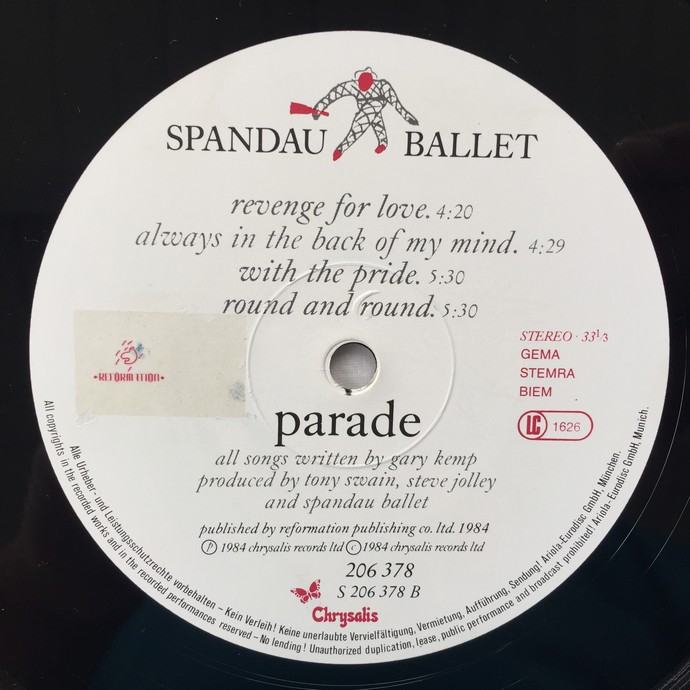 SPANDAU BALLET
revenge for love. 4:20
always in the back of my mind. 4:29
with the pride. 5:30
round and round. 5:30
•REFORMATION•
STEREO · 33 1/3
GEMA
STEMRA
BIEM
LC 1626
parade
all songs written by gary kemp
produced by tony swain, steve jolley
and spandau ballet
published by reformation publishing co. ltd. 1984
Ⓟ 1984 chrysalis records ltd © 1984 chrysalis records ltd
206 378
S 206 378 B
Chrysalis
Alle Urheber- und Leistungsschutzrechte vorbehalten – Kein Verleih! Keine unerlaubte Vervielfältigung, Vermietung, Aufführung, Sendung! Ariola-Eurodisc GmbH, München.
All copyrights in the recorded works and in the recorded performances reserved – No lending! Unauthorized duplication, lease, public performance and broadcast prohibited! Ariola-Eurodisc GmbH, Munich.